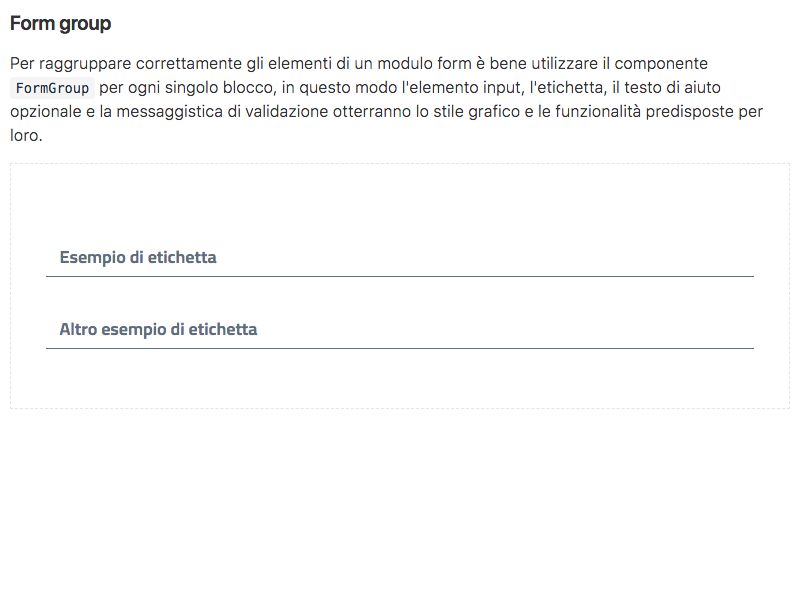 Form group
Per raggruppare correttamente gli elementi di un modulo form è bene utilizzare il componente
FormGroup per ogni singolo blocco, in questo modo l'elemento input, l'etichetta, il testo di aiuto
opzionale e la messaggistica di validazione otterranno lo stile grafico e le funzionalità predisposte per
loro.
Esempio di etichetta
Altro esempio di etichetta